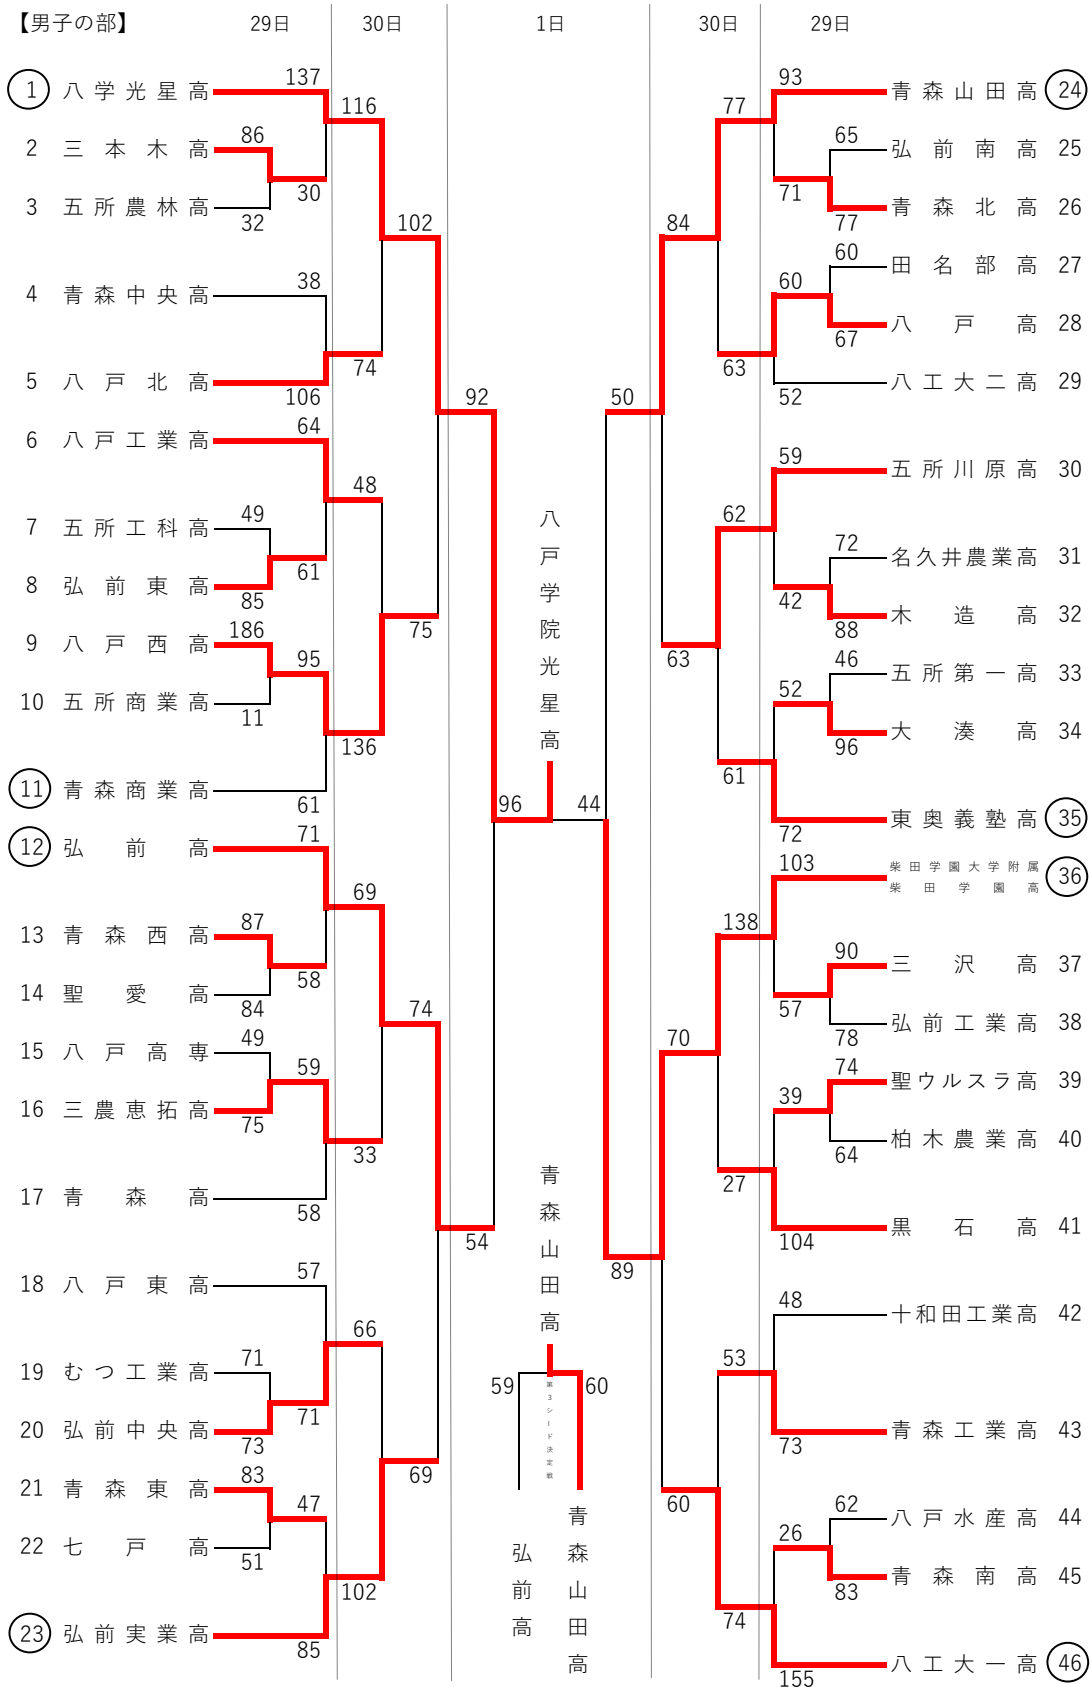 【男子の部】 29日 30日 1日 30日 29日
1 八学光星高 137
2 三本木高 86
3 五所農林高 32
30
116
4 青森中央高 38
5 八戸北高 106
74
102
6 八戸工業高 64
7 五所工科高 49
8 弘前東高 85
61
48
9 八戸西高 186
10 五所商業高 11
95
11 青森商業高 61
136
75
92
12 弘前高 71
13 青森西高 87
14 聖愛高 84
58
69
15 八戸高専 49
16 三農恵拓高 75
59
17 青森高 58
33
74
18 八戸東高 57
19 むつ工業高 71
20 弘前中央高 73
71
66
21 青森東高 83
22 七戸高 51
47
23 弘前実業高 85
102
69
54
八戸学院光星高
96 44
青森山田高
第3シード決定戦
59 60
弘前高
青森山田高
93 青森山田高 24
65 弘前南高 25
77 青森北高 26
71
77
60 田名部高 27
67 八戸高 28
60
52 八工大二高 29
63
84
59 五所川原高 30
72 名久井農業高 31
88 木造高 32
42
62
46 五所第一高 33
96 大湊高 34
52
72 東奥義塾高 35
61
63
50
103 柴田学園大学附属
柴田学園高 36
90 三沢高 37
78 弘前工業高 38
57
138
74 聖ウルスラ高 39
64 柏木農業高 40
39
104 黒石高 41
27
70
48 十和田工業高 42
73 青森工業高 43
53
62 八戸水産高 44
83 青森南高 45
26
155 八工大一高 46
74
60
89